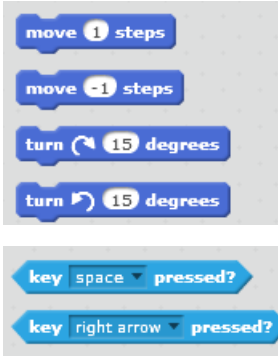 move 1 steps
move -1 steps
turn 15 degrees
turn 15 degrees
key space pressed?
key right arrow pressed?